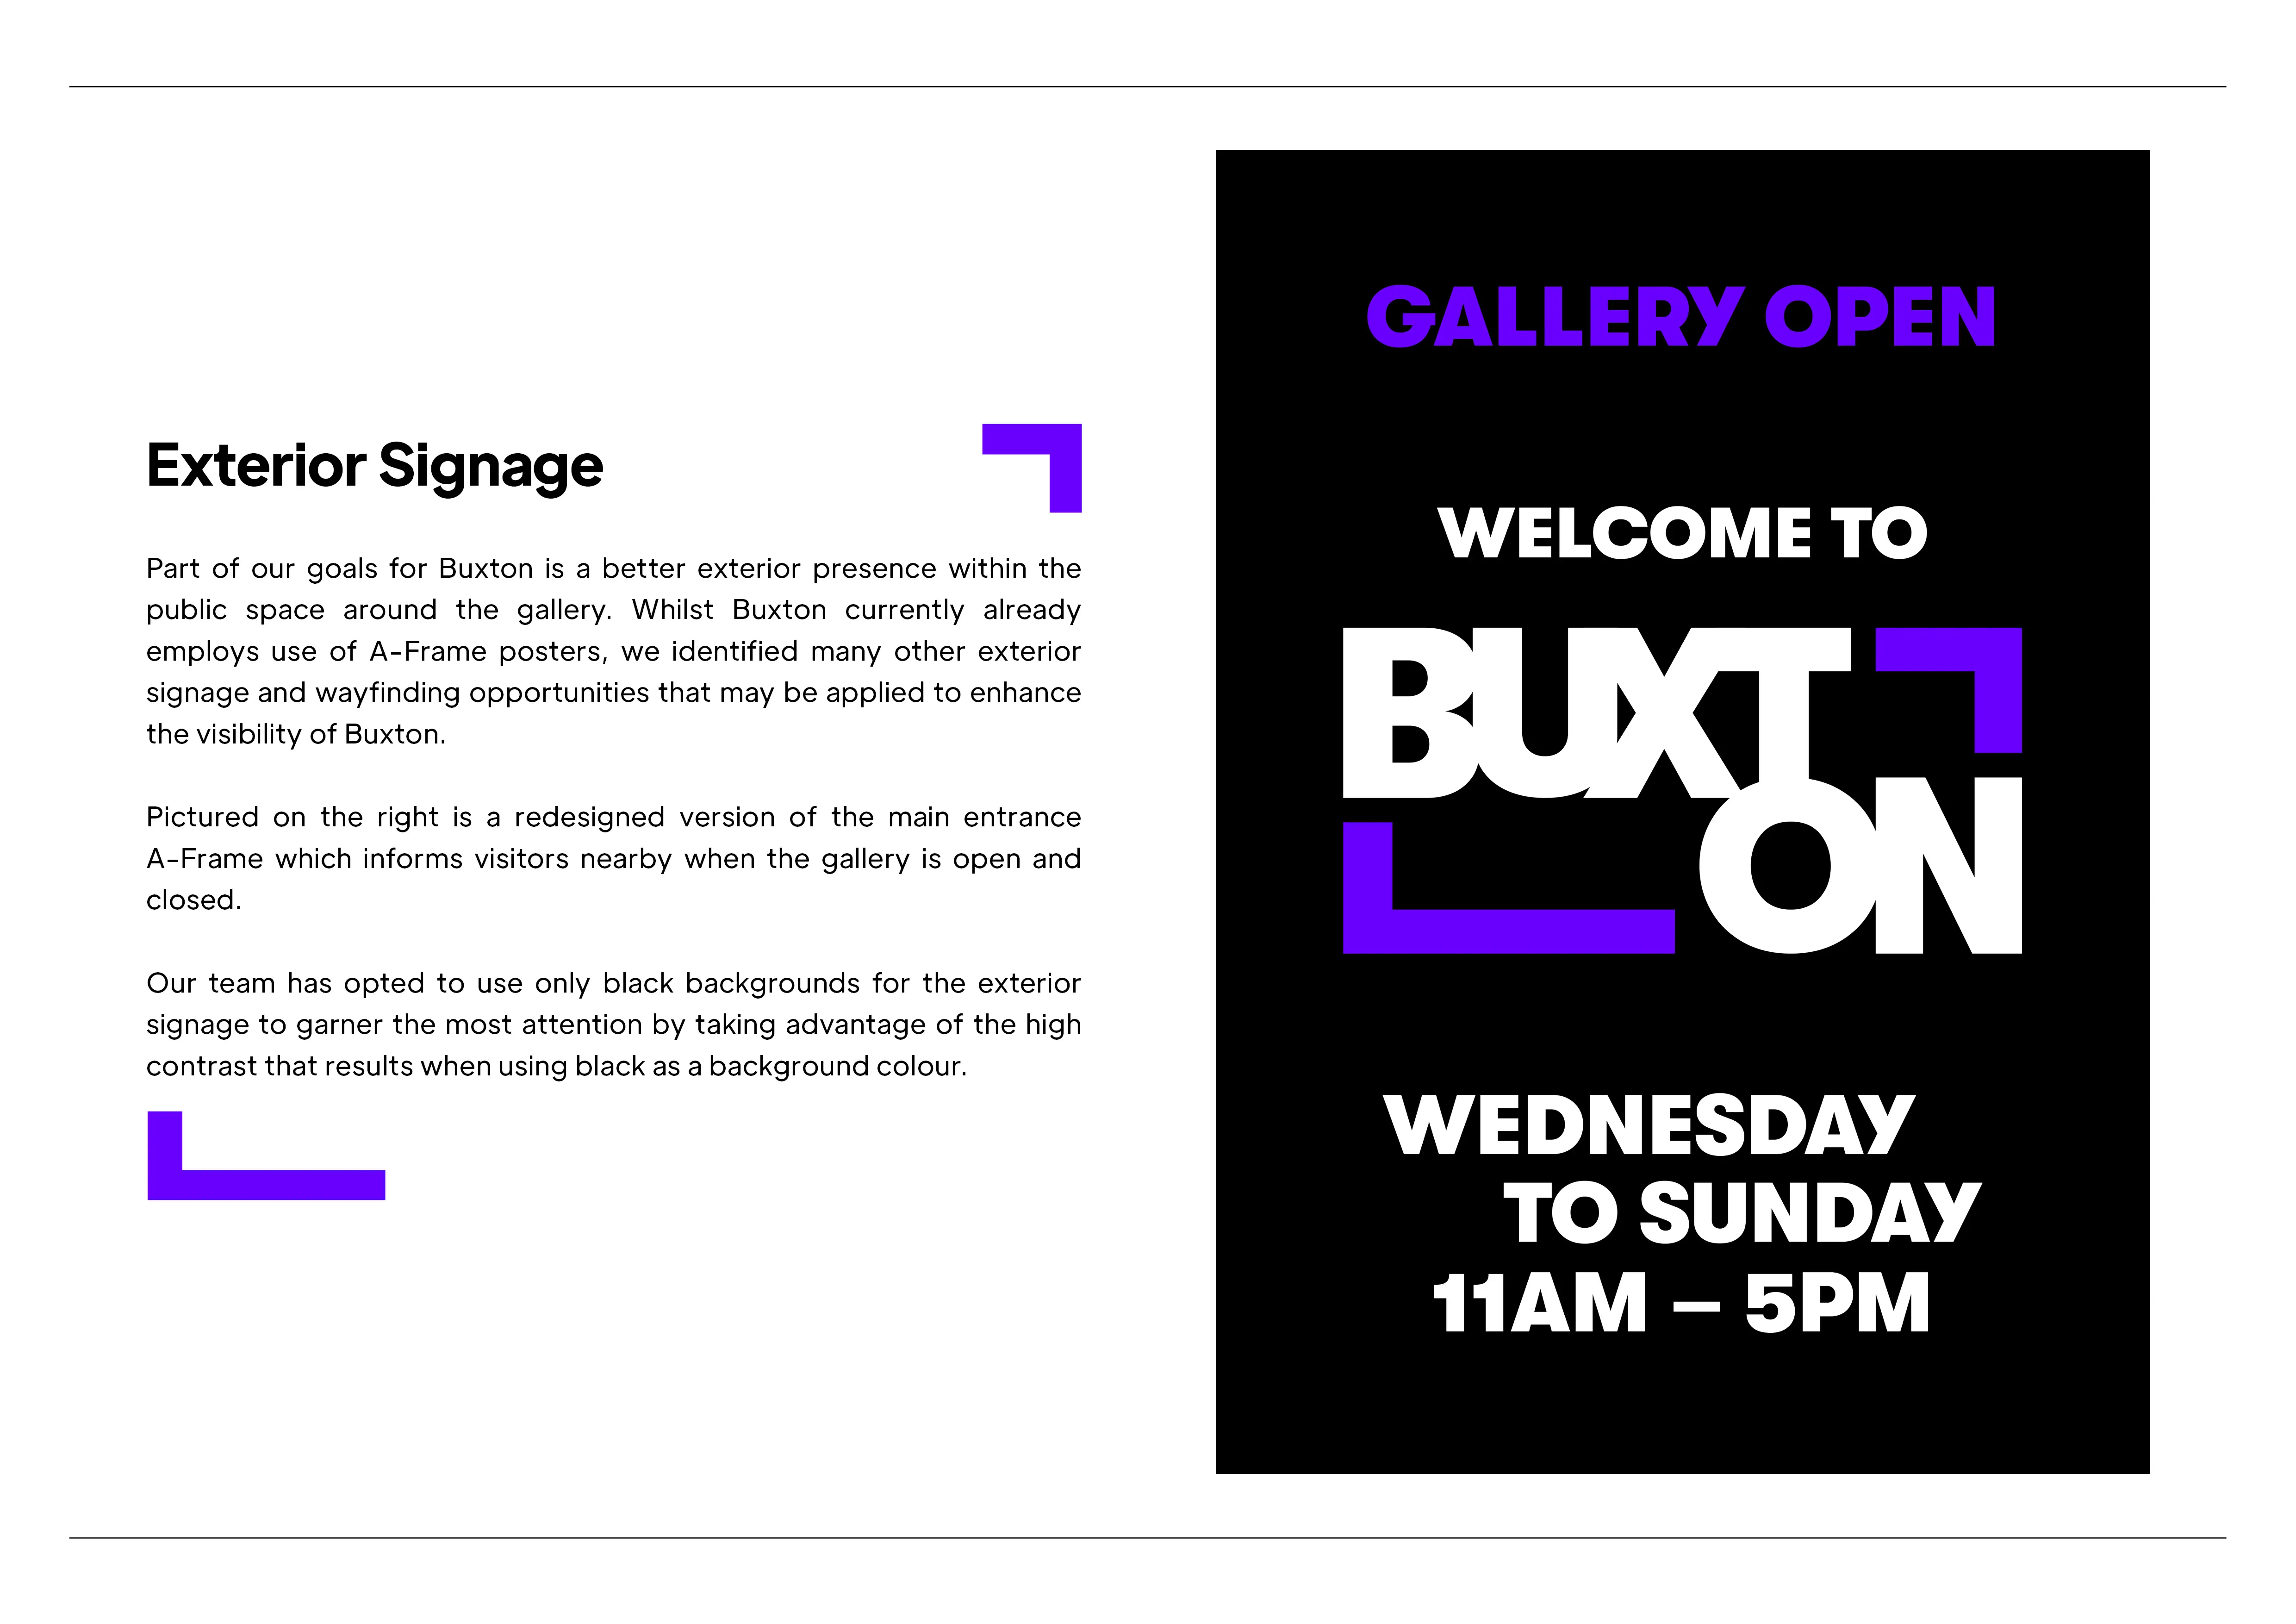 Exterior Signage
Part of our goals for Buxton is a better exterior presence within the
public space around the gallery. Whilst Buxton currently already
employs use of A-Frame posters, we identified many other exterior
signage and wayfinding opportunities that may be applied to enhance
the visibility of Buxton.
Pictured on the right is a redesigned version of the main entrance
A-Frame which informs visitors nearby when the gallery is open and
closed.
Our team has opted to use only black backgrounds for the exterior
signage to garner the most attention by taking advantage of the high
contrast that results when using black as a background colour.
GALLERY OPEN
WELCOME TO
BUXT
ON
WEDNESDAY
TO SUNDAY
11AM – 5PM